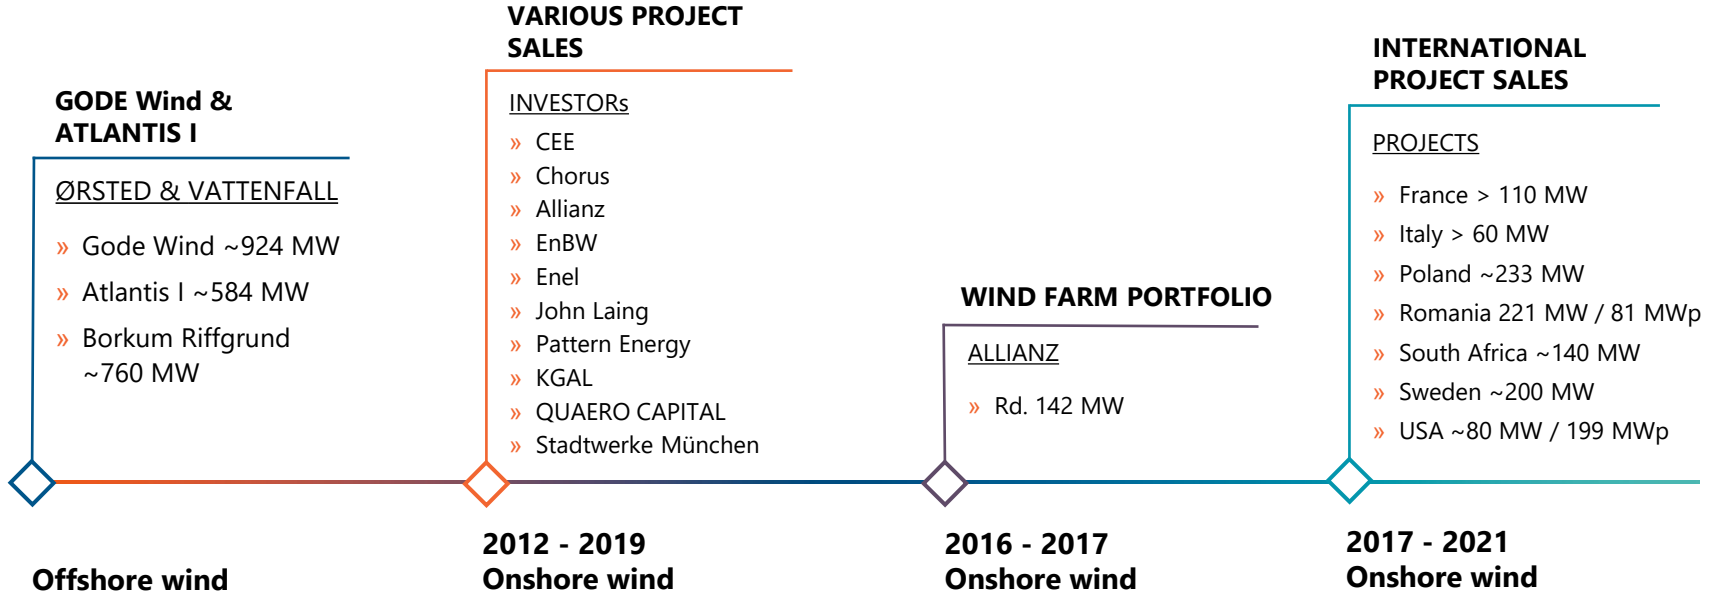 GODE Wind &
ATLANTIS I
ØRSTED & VATTENFALL
» Gode Wind ~924 MW
» Atlantis I ~584 MW
» Borkum Riffgrund
~760 MW
Offshore wind
VARIOUS PROJECT
SALES
INVESTORs
» CEE
» Chorus
» Allianz
» EnBW
» Enel
» John Laing
» Pattern Energy
» KGAL
» QUAERO CAPITAL
» Stadtwerke München
2012 - 2019
Onshore wind
WIND FARM PORTFOLIO
ALLIANZ
» Rd. 142 MW
2016 - 2017
Onshore wind
INTERNATIONAL
PROJECT SALES
PROJECTS
» France > 110 MW
» Italy > 60 MW
» Poland ~233 MW
» Romania 221 MW / 81 MWp
» South Africa ~140 MW
» Sweden ~200 MW
» USA ~80 MW / 199 MWp
2017 - 2021
Onshore wind